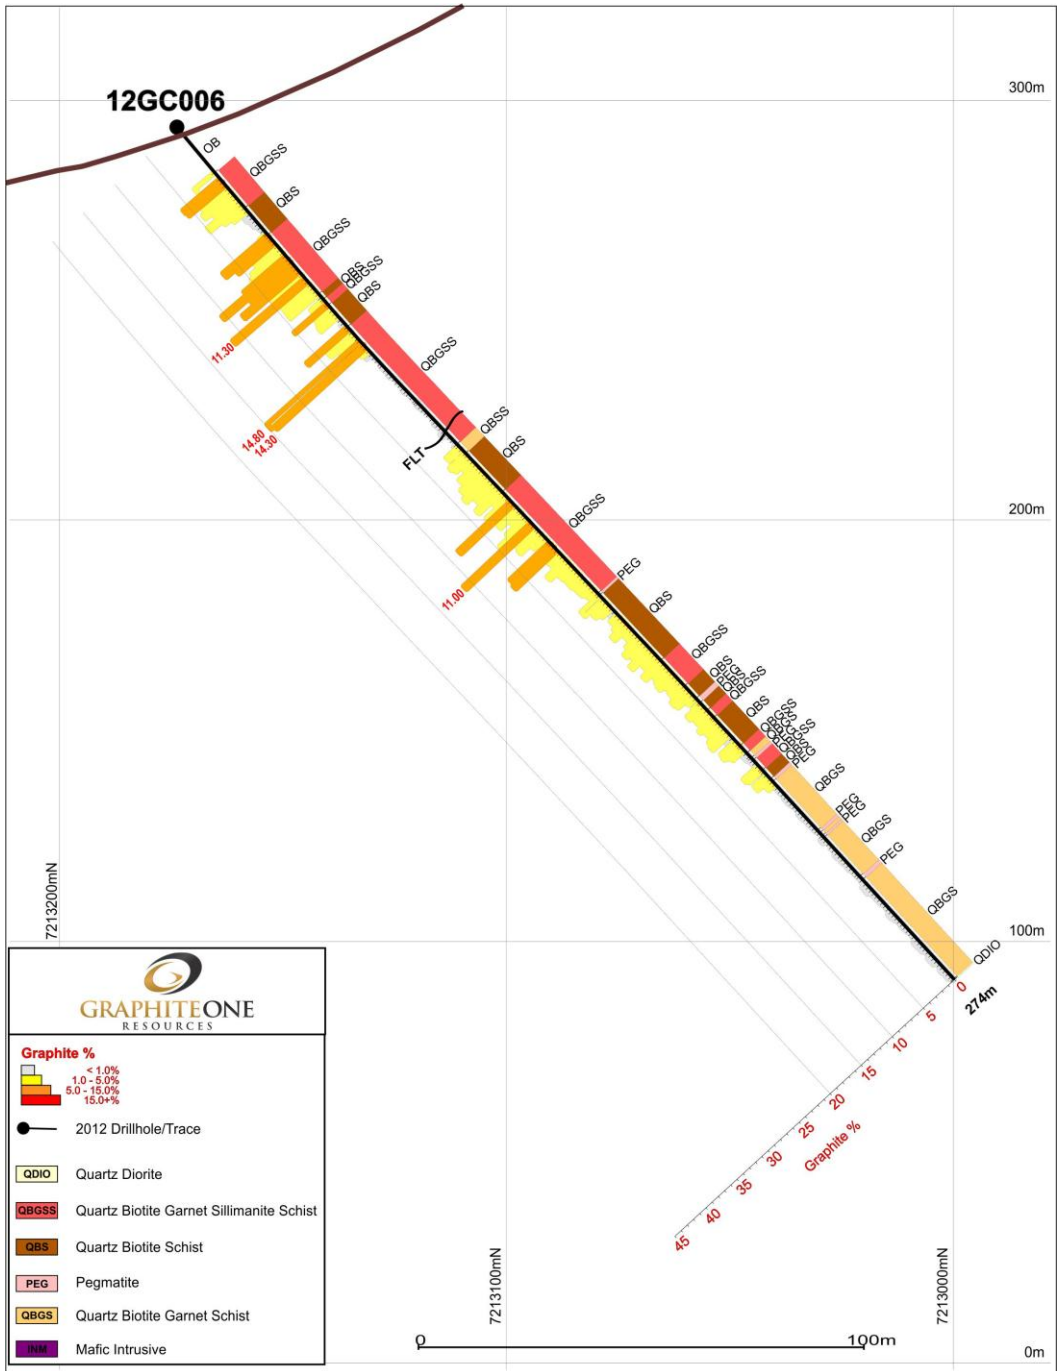 300m
12GC006
OB
QBGSS
QBS
QBGSS
QBS
QBGSS
QBS
11.30
QBGSS
14.80
14.30
QBSS
QBS
FLT
200m
QBGSS
PEG
11.00
QBS
QBGSS
QBGSS
QBS
QBGSS
PEG
QBGS
PEG
PEG
QBGS
PEG
QBGS
7213200mN
100m
QDIO
274m
0
5
10
15
20
25
30
35
40
45
Graphite %
GRAPHITEONE
RESOURCES
Graphite %
< 1.0%
1.0 - 5.0%
5.0 - 15.0%
15.0+%
2012 Drillhole/Trace
QDIO Quartz Diorite
QBGSS Quartz Biotite Garnet Sillimanite Schist
QBS Quartz Biotite Schist
PEG Pegmatite
QBGS Quartz Biotite Garnet Schist
INM Mafic Intrusive
7213100mN
7213000mN
0
100m
0m